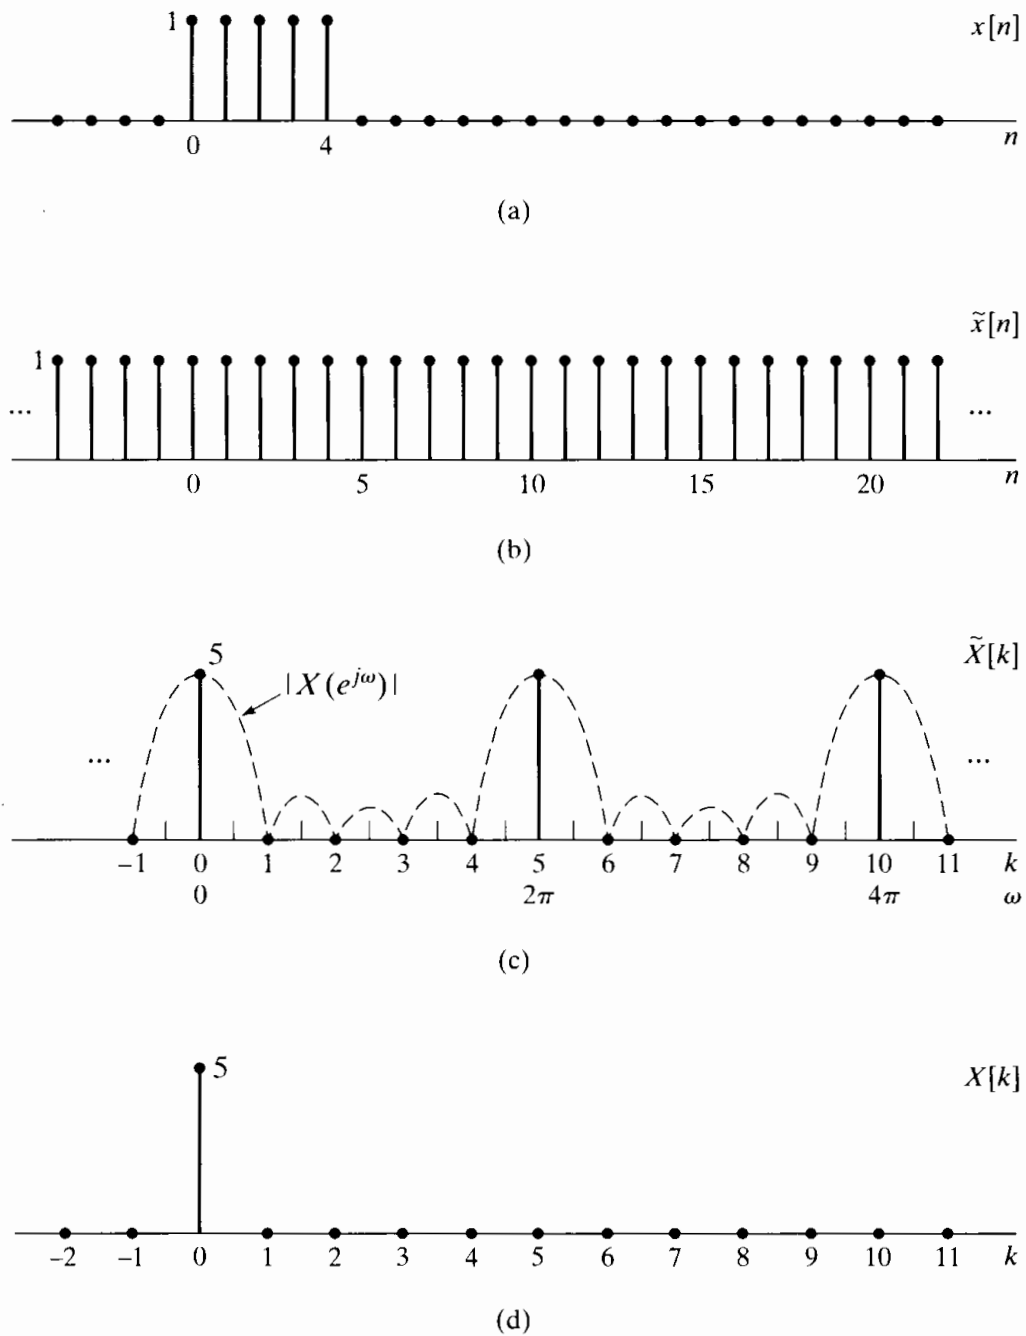 1
x[n]
0 4 n
(a)
x̃[n]
1
... ...
0 5 10 15 20 n
(b)
5 X̃[k]
|X(e^{jω})|
... ...
−1 0 1 2 3 4 5 6 7 8 9 10 11 k
0 2π 4π ω
(c)
5 X[k]
−2 −1 0 1 2 3 4 5 6 7 8 9 10 11 k
(d)